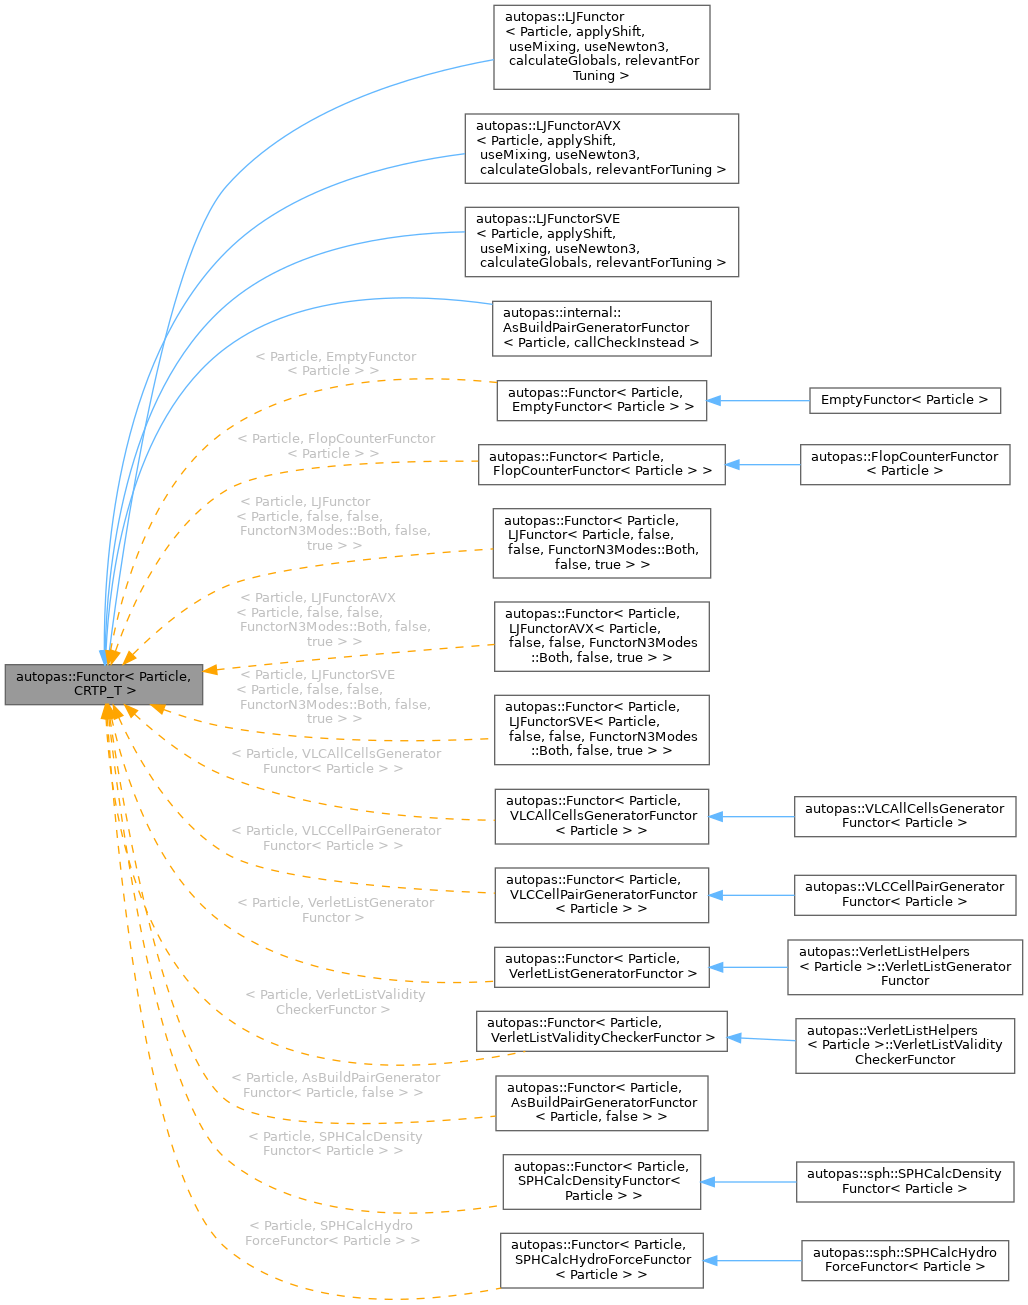 autopas::LJFunctor
< Particle, applyShift,
useMixing, useNewton3,
calculateGlobals, relevantFor
Tuning >
autopas::LJFunctorAVX
< Particle, applyShift,
useMixing, useNewton3,
calculateGlobals, relevantForTuning >
autopas::LJFunctorSVE
< Particle, applyShift,
useMixing, useNewton3,
calculateGlobals, relevantForTuning >
autopas::internal::
AsBuildPairGeneratorFunctor
< Particle, callCheckInstead >
< Particle, EmptyFunctor
< Particle > >
autopas::Functor< Particle,
EmptyFunctor< Particle > >
EmptyFunctor< Particle >
< Particle, FlopCounterFunctor
< Particle > >
autopas::Functor< Particle,
FlopCounterFunctor< Particle > >
autopas::FlopCounterFunctor
< Particle >
< Particle, LJFunctor
< Particle, false, false,
FunctorN3Modes::Both, false,
true > >
autopas::Functor< Particle,
LJFunctor< Particle, false,
false, FunctorN3Modes::Both,
false, true > >
< Particle, LJFunctorAVX
< Particle, false, false,
FunctorN3Modes::Both, false,
true > >
autopas::Functor< Particle,
LJFunctorAVX< Particle,
false, false, FunctorN3Modes
::Both, false, true > >
autopas::Functor< Particle,
CRTP_T >
< Particle, LJFunctorSVE
< Particle, false, false,
FunctorN3Modes::Both, false,
true > >
autopas::Functor< Particle,
LJFunctorSVE< Particle,
false, false, FunctorN3Modes
::Both, false, true > >
< Particle, VLCAllCellsGenerator
Functor< Particle > >
autopas::Functor< Particle,
VLCAllCellsGeneratorFunctor
< Particle > >
autopas::VLCAllCellsGenerator
Functor< Particle >
< Particle, VLCCellPairGenerator
Functor< Particle > >
autopas::Functor< Particle,
VLCCellPairGeneratorFunctor
< Particle > >
autopas::VLCCellPairGenerator
Functor< Particle >
< Particle, VerletListGenerator
Functor >
autopas::Functor< Particle,
VerletListGeneratorFunctor >
autopas::VerletListHelpers
< Particle >::VerletListGenerator
Functor
< Particle, VerletListValidity
CheckerFunctor >
autopas::Functor< Particle,
VerletListValidityCheckerFunctor >
autopas::VerletListHelpers
< Particle >::VerletListValidity
CheckerFunctor
< Particle, AsBuildPairGenerator
Functor< Particle, false > >
autopas::Functor< Particle,
AsBuildPairGeneratorFunctor
< Particle, false > >
< Particle, SPHCalcDensity
Functor< Particle > >
autopas::Functor< Particle,
SPHCalcDensityFunctor<
Particle > >
autopas::sph::SPHCalcDensity
Functor< Particle >
< Particle, SPHCalcHydro
ForceFunctor< Particle > >
autopas::Functor< Particle,
SPHCalcHydroForceFunctor
< Particle > >
autopas::sph::SPHCalcHydro
ForceFunctor< Particle >